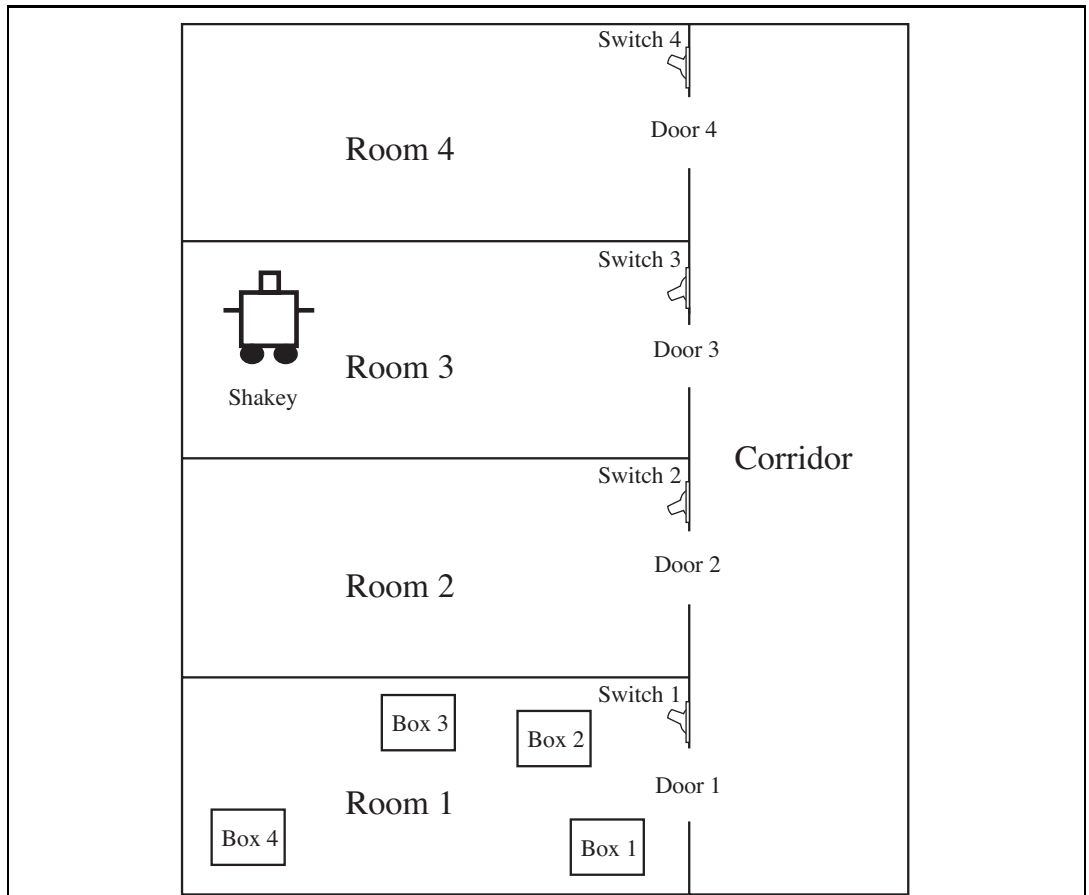 Switch 4
Door 4
Room 4
Switch 3
Door 3
Room 3
Shakey
Corridor
Switch 2
Door 2
Room 2
Switch 1
Box 3
Box 2
Door 1
Room 1
Box 4
Box 1